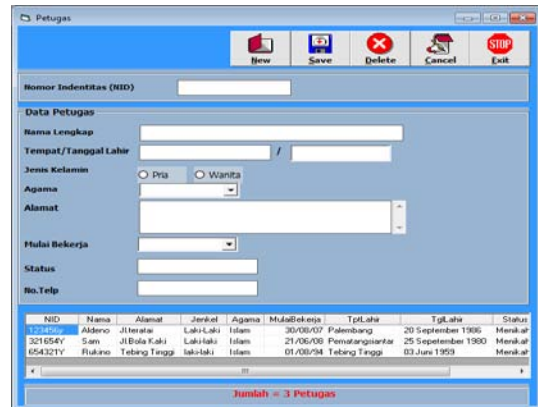 Petugas
New Save Delete Cancel STOP Exit
Nomor Indentitas (NID)
Data Petugas
Nama Lengkap
Tempat/Tanggal Lahir /
Jenis Kelamin Pria Wanita
Agama
Alamat
Mulai Bekerja
Status
No.Telp
NID Nama Alamat Jenkel Agama MulaiBekerja TptLahir TglLahir Status
123456y Aldeno Jl.teratai Laki-Laki Islam 30/08/07 Palembang 20 September 1986 Menikah
321654Y Sam Jl.Bola Kaki Laki-laki Islam 21/06/08 Pematangsiantar 25 Sepetember 1980 Menikah
654321Y Rukino Tebing Tinggi laki-laki Islam 01/08/94 Tebing Tinggi 03 Juni 1959 Menikah
Jumlah = 3 Petugas